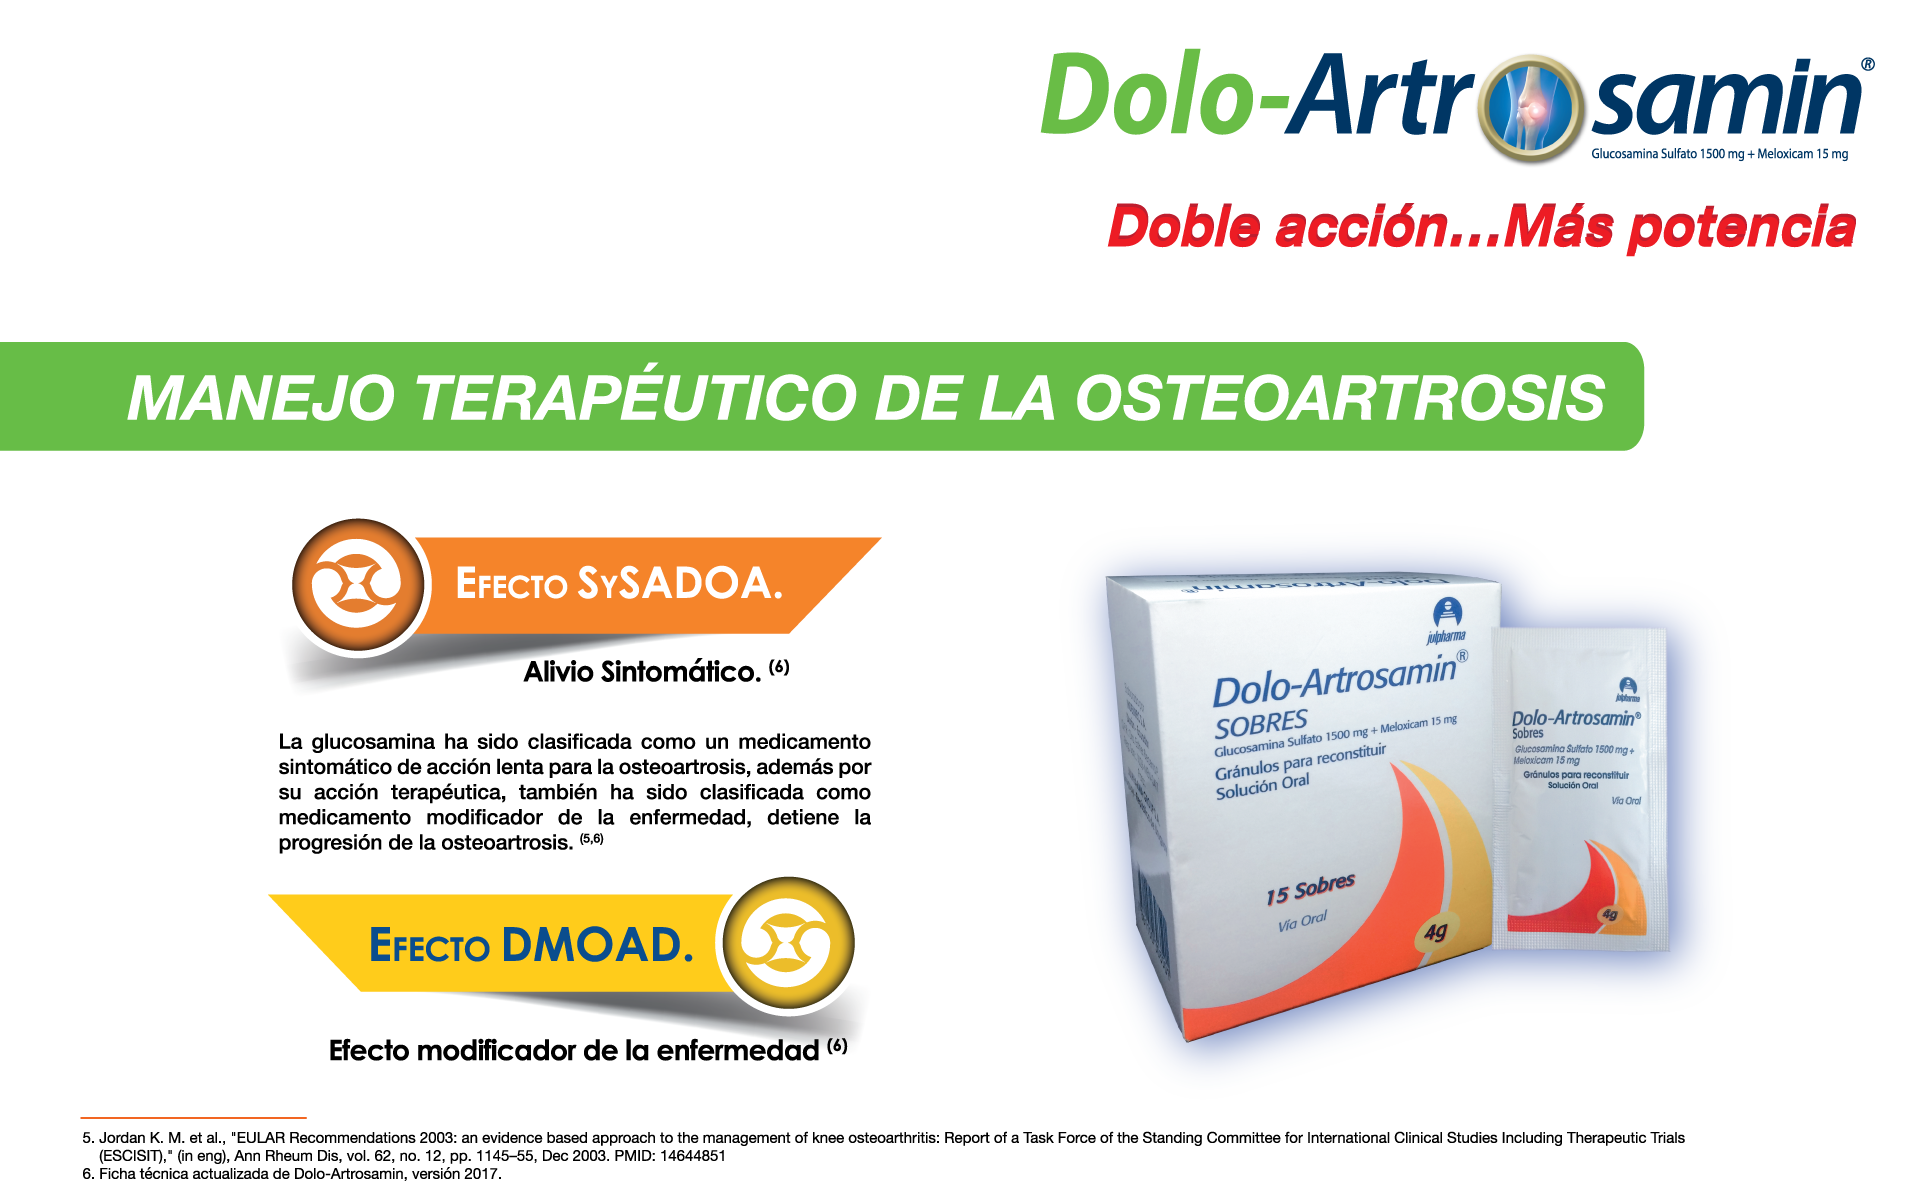 Dolo-Artrosamin®
Glucosamina Sulfato 1500 mg + Meloxicam 15 mg
Doble acción...Más potencia
MANEJO TERAPÉUTICO DE LA OSTEOARTROSIS
EFECTO SYSADOA.
Alivio Sintomático. (6)
La glucosamina ha sido clasificada como un medicamento
sintomático de acción lenta para la osteoartrosis, además por
su acción terapéutica, también ha sido clasificada como
medicamento modificador de la enfermedad, detiene la
progresión de la osteoartrosis. (5,6)
EFECTO DMOAD.
Efecto modificador de la enfermedad (6)
Dolo-Artrosamin®
julpharma
Dolo-Artrosamin®
SOBRES
Glucosamina Sulfato 1500 mg + Meloxicam 15 mg
Gránulos para reconstituir
Solución Oral
15 Sobres
Vía Oral
4g
julpharma
Dolo-Artrosamin®
Sobres
Glucosamina Sulfato 1500 mg +
Meloxicam 15 mg
Gránulos para reconstituir
Solución Oral
Vía Oral
4g
5. Jordan K. M. et al., "EULAR Recommendations 2003: an evidence based approach to the management of knee osteoarthritis: Report of a Task Force of the Standing Committee for International Clinical Studies Including Therapeutic Trials
(ESCISIT)," (in eng), Ann Rheum Dis, vol. 62, no. 12, pp. 1145–55, Dec 2003. PMID: 14644851
6. Ficha técnica actualizada de Dolo-Artrosamin, versión 2017.